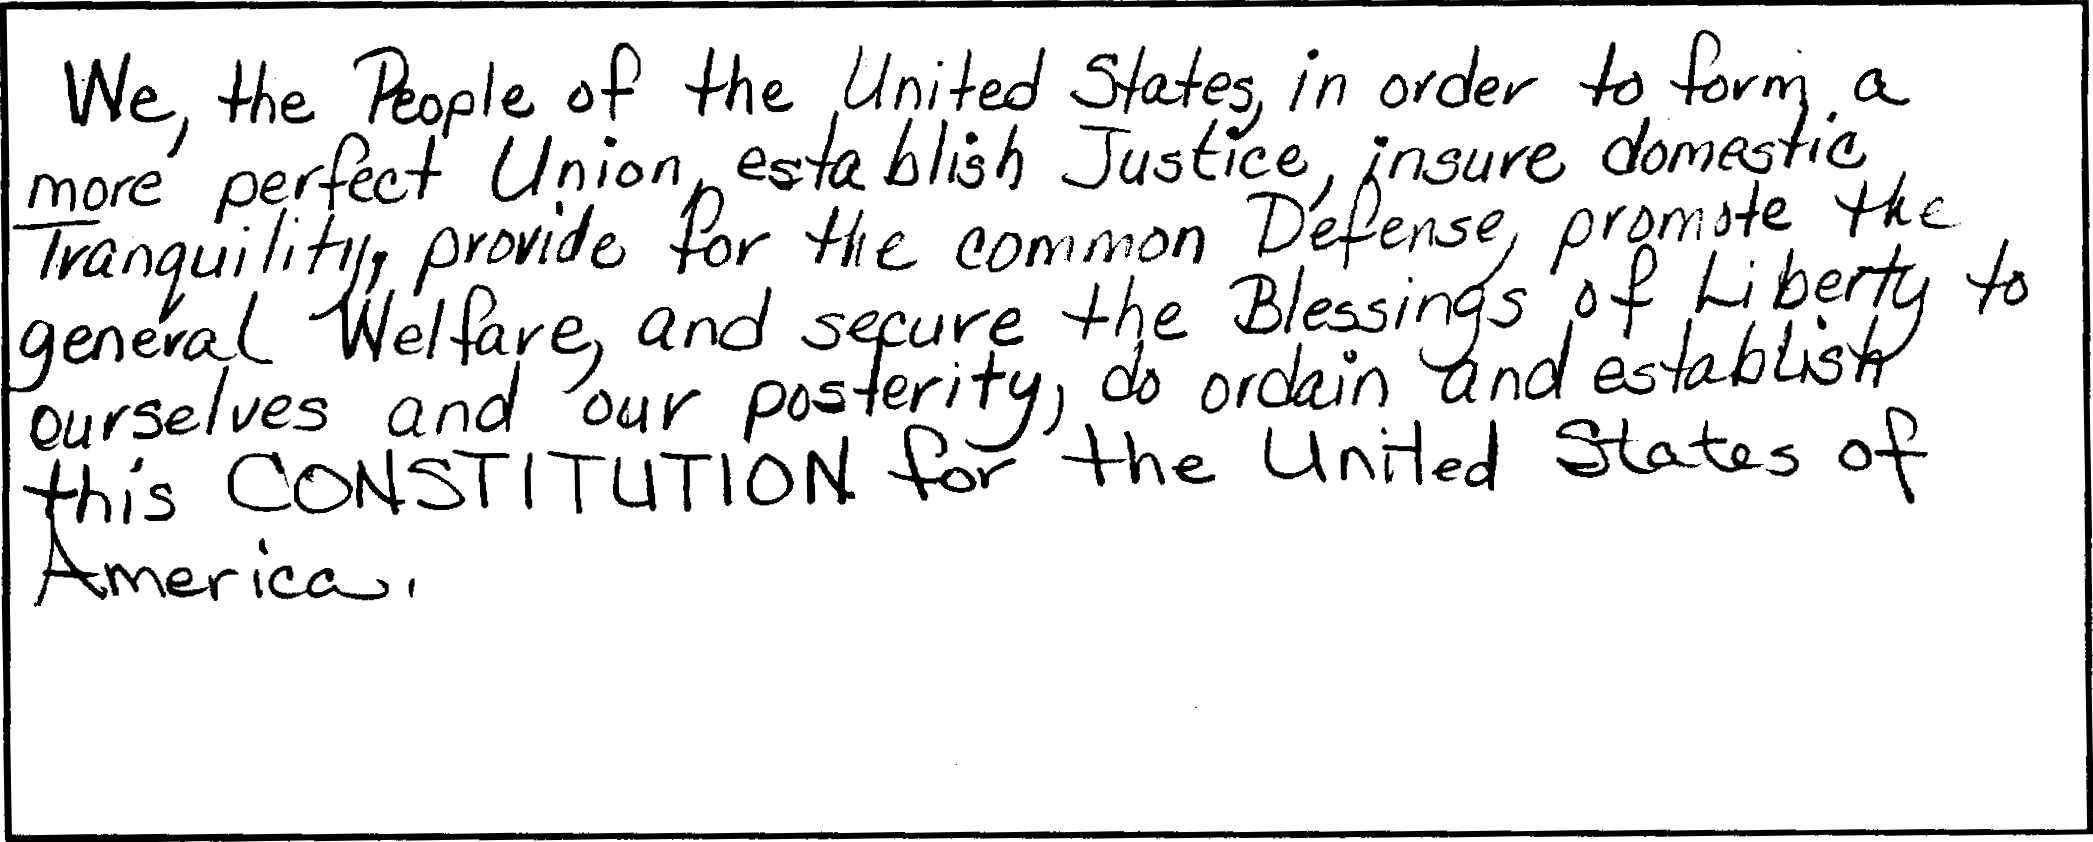 We, the People of the United States, in order to form a
more perfect Union, establish Justice, insure domestic
Tranquility, provide for the common Defense, promote the
general Welfare, and secure the Blessings of Liberty to
ourselves and our posterity, do ordain and establish
this CONSTITUTION for the United States of
America.